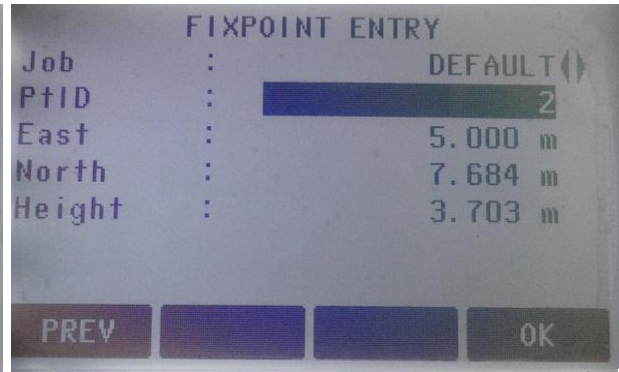 FIXPOINT ENTRY
Job : DEFAULT
PtID : 2
East : 5.000 m
North : 7.684 m
Height : 3.703 m
PREV OK